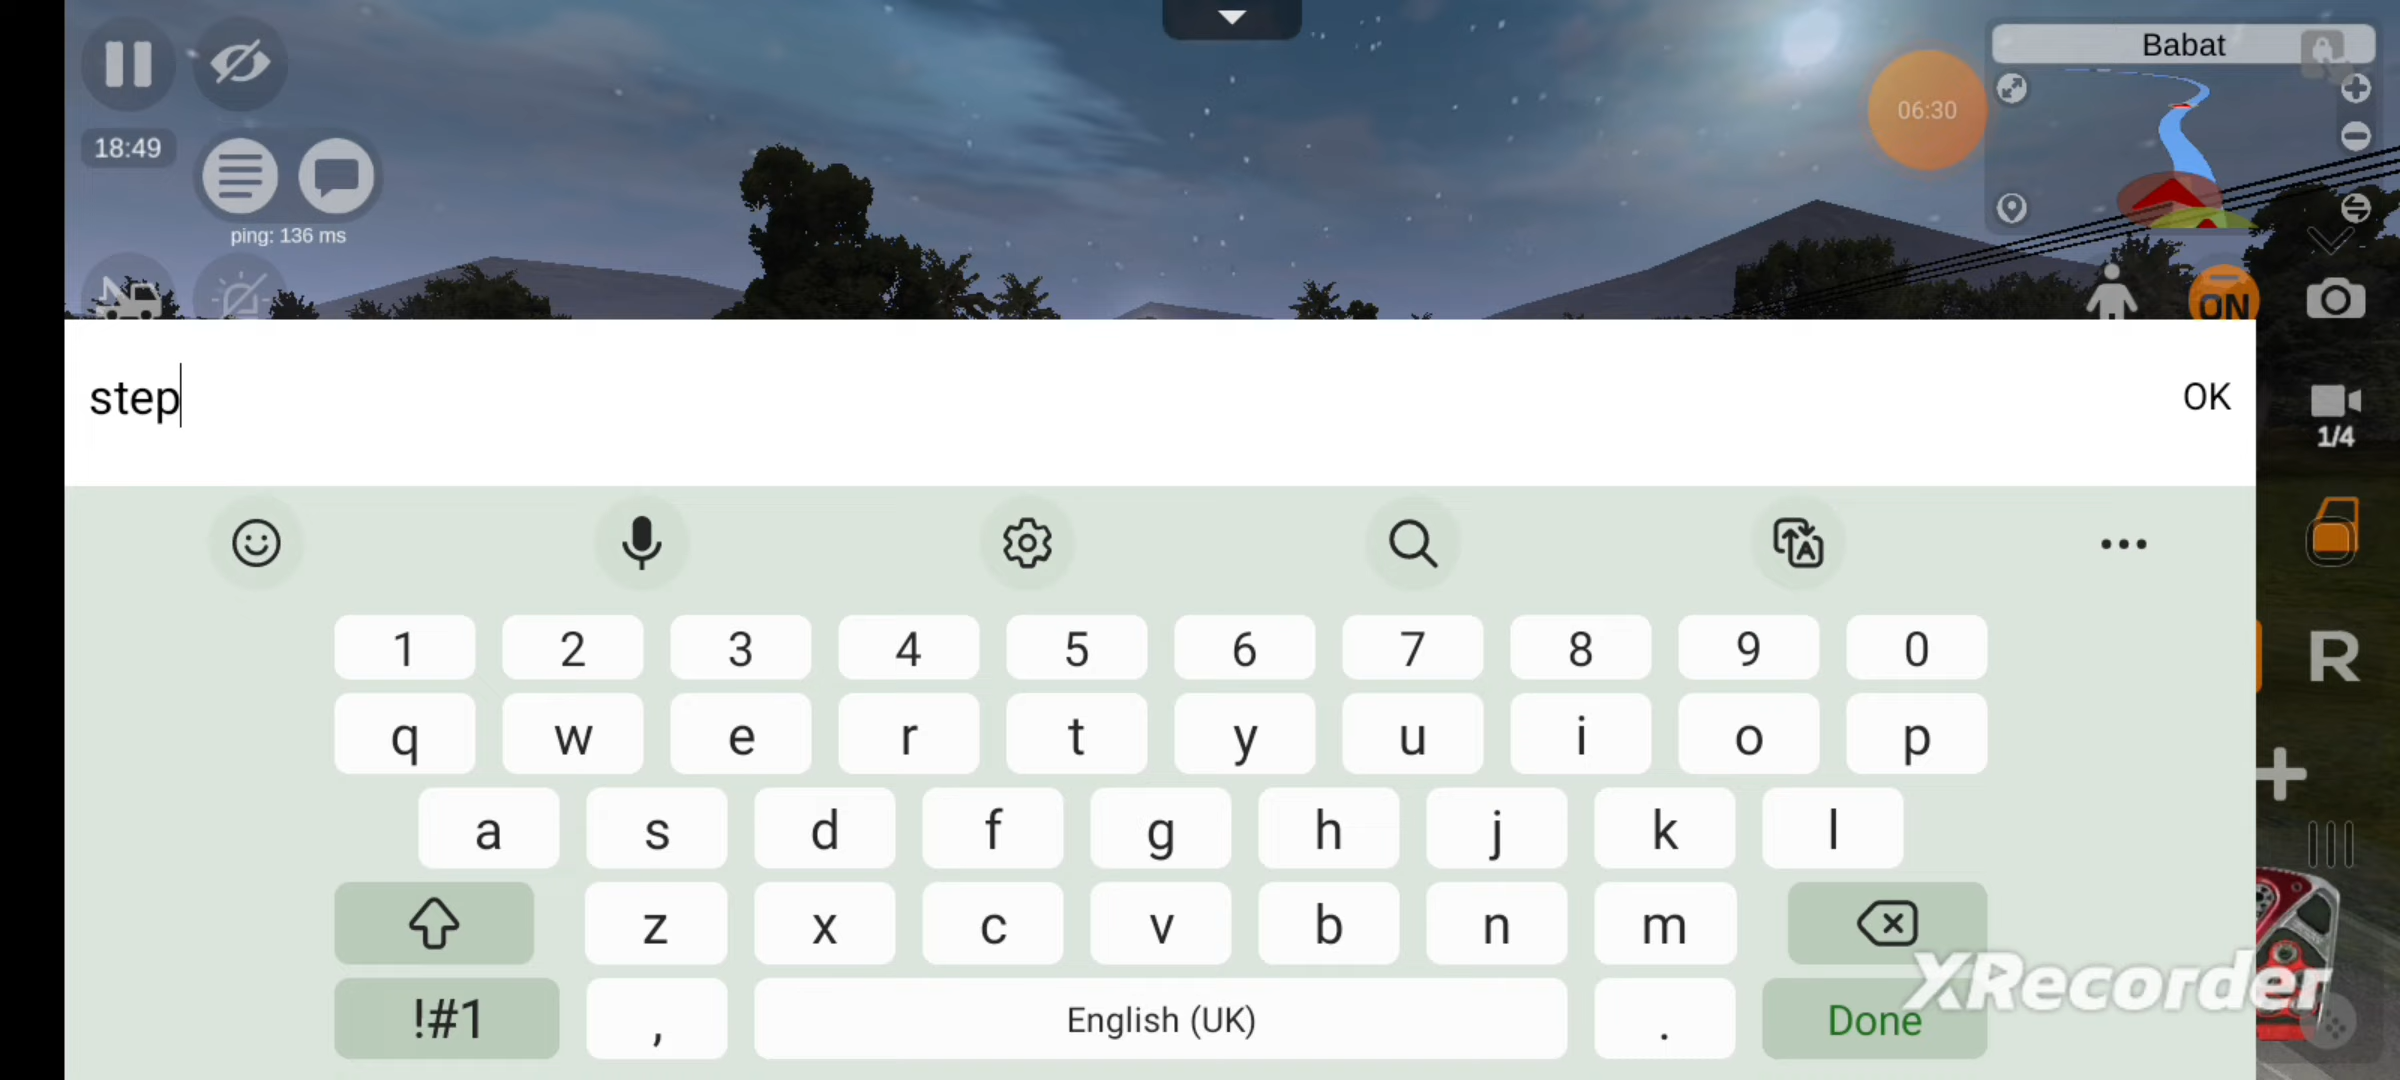 Babat
06:30
18:49
ping: 136 ms
ON
step
OK
1/4
1 2 3 4 5 6 7 8 9 0
q w e r t y u i o p
R
a s d f g h j k l
z x c v b n m
XRecorder
!#1 , English (UK) . Done